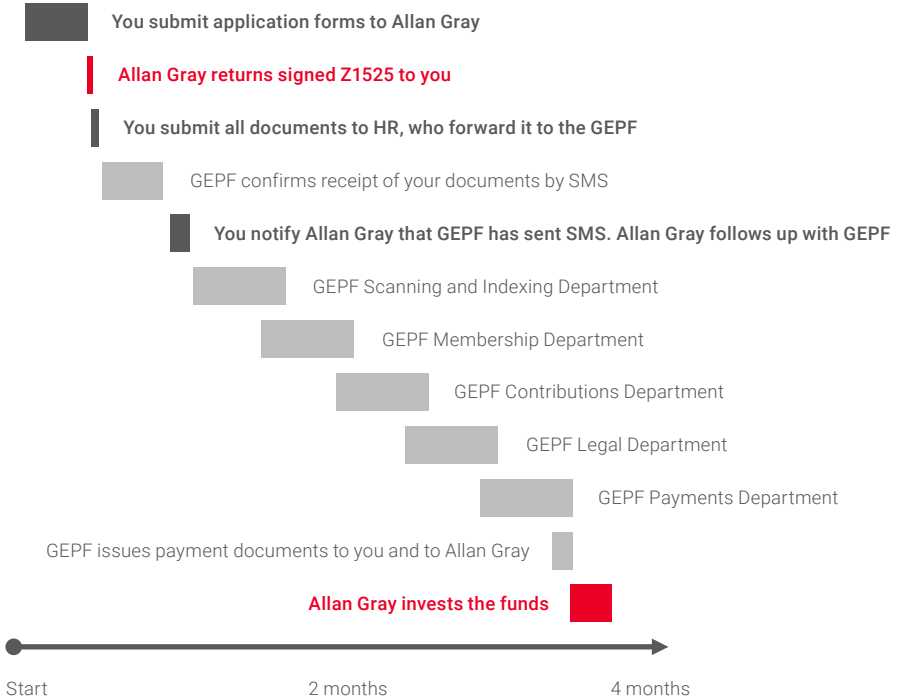 You submit application forms to Allan Gray
Allan Gray returns signed Z1525 to you
You submit all documents to HR, who forward it to the GEPF
GEPF confirms receipt of your documents by SMS
You notify Allan Gray that GEPF has sent SMS. Allan Gray follows up with GEPF
GEPF Scanning and Indexing Department
GEPF Membership Department
GEPF Contributions Department
GEPF Legal Department
GEPF Payments Department
GEPF issues payment documents to you and to Allan Gray
Allan Gray invests the funds
Start 2 months 4 months